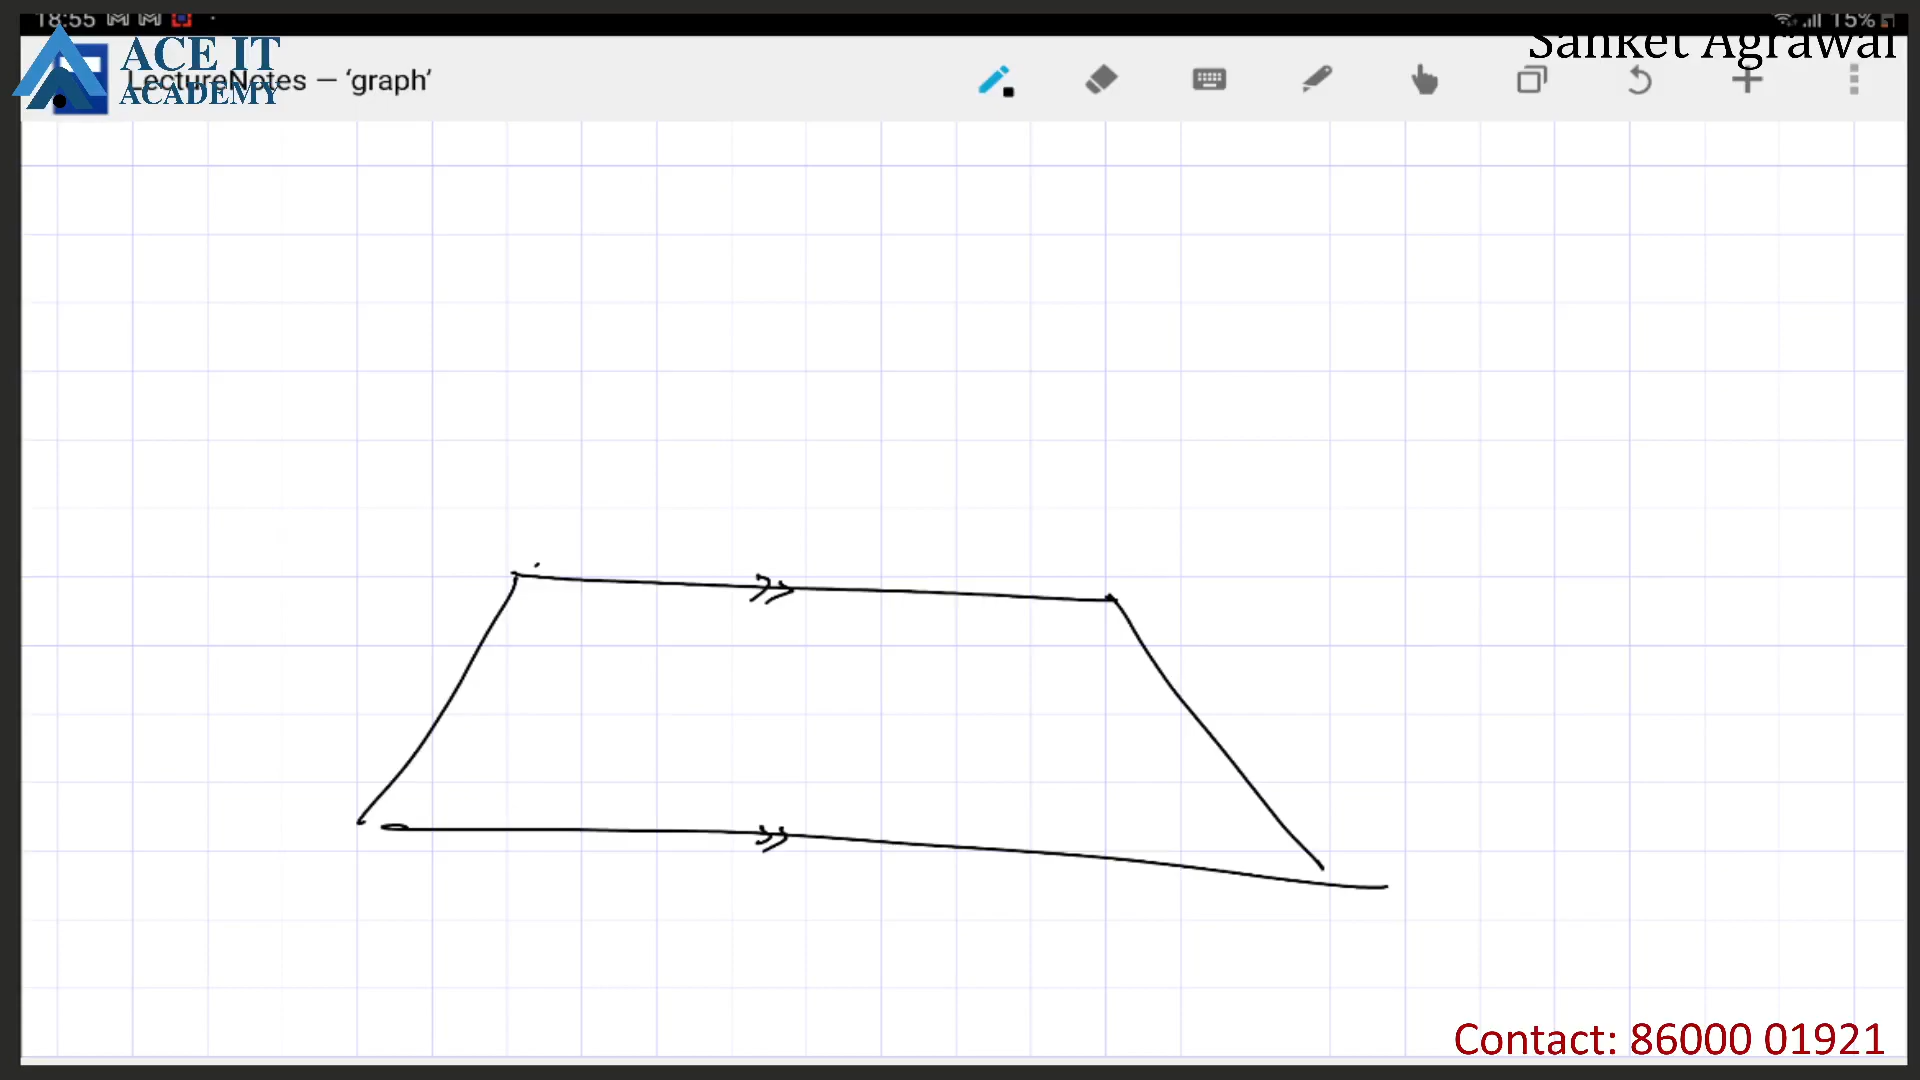 18:55
15%
Sanket Agrawal
ACE IT
ACADEMY
LectureNotes – ‘graph’
Contact: 86000 01921